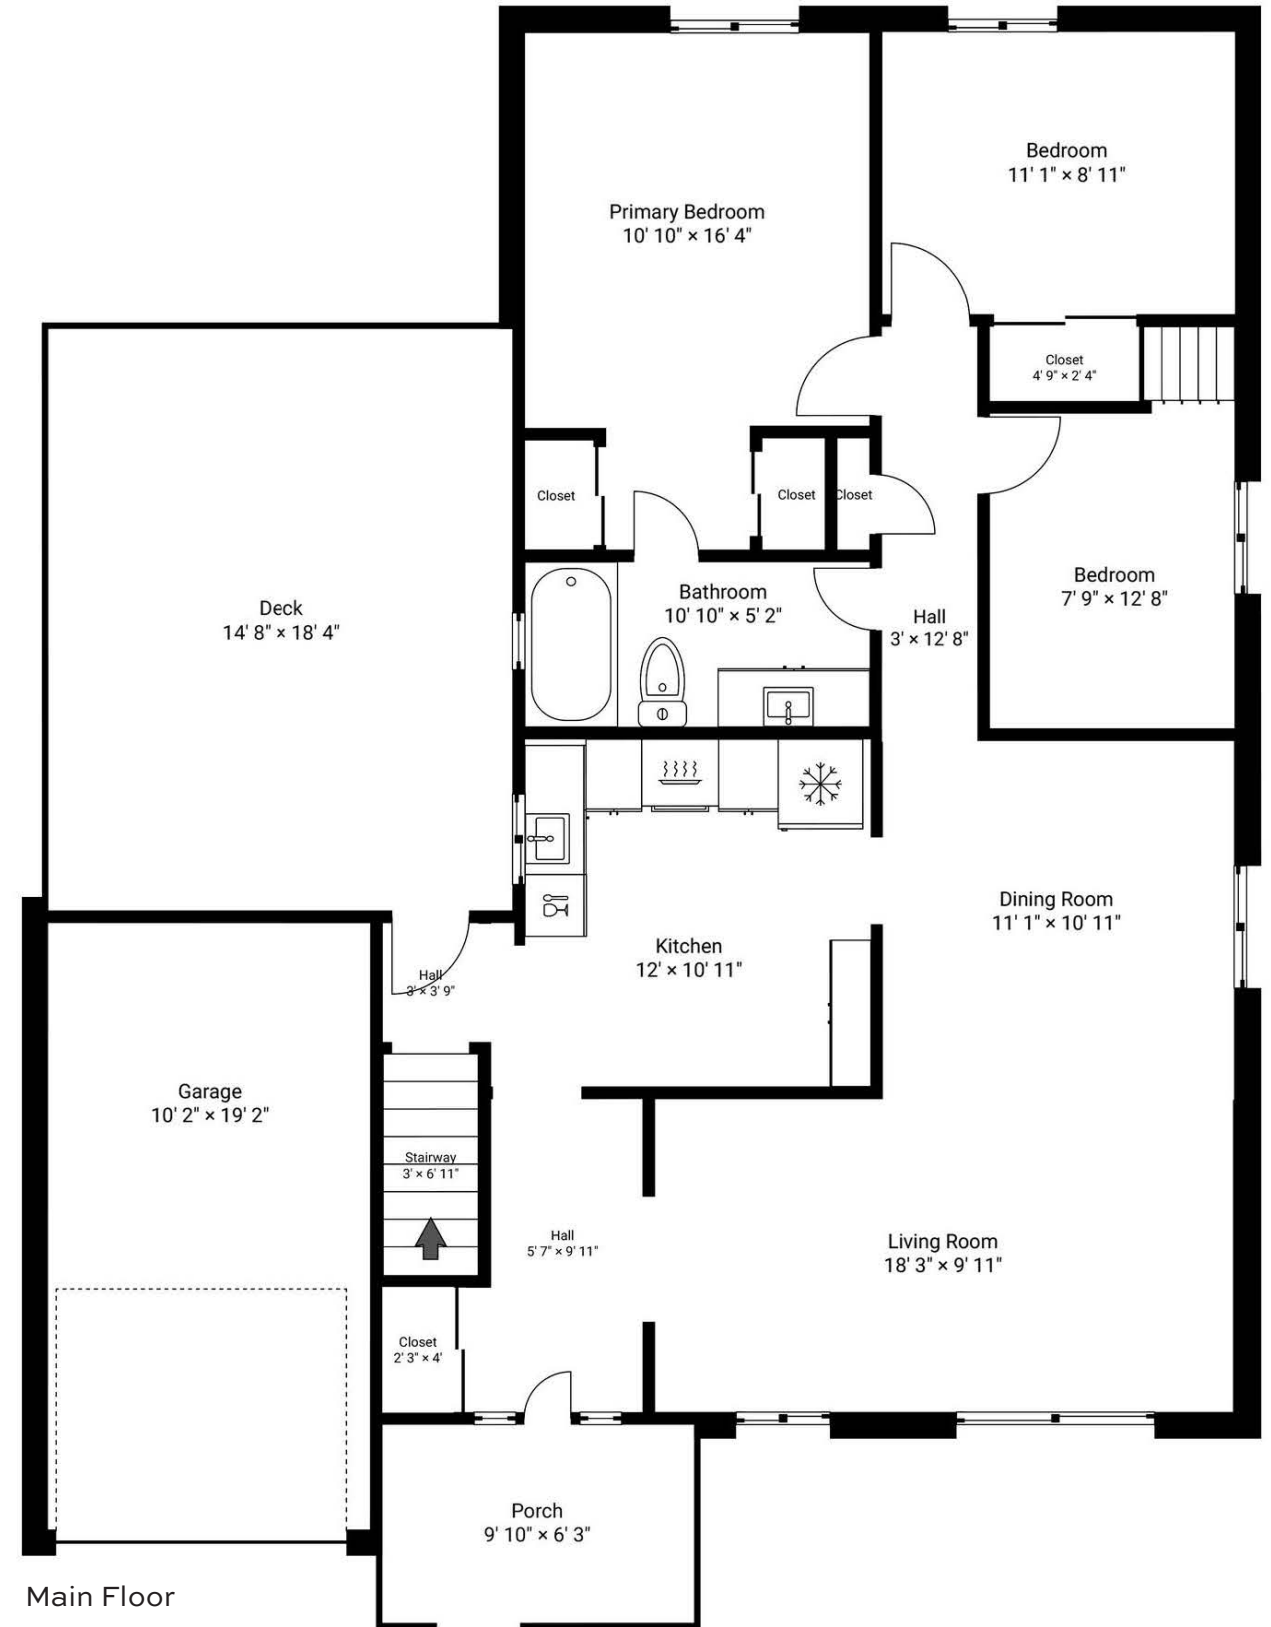 Bedroom
11' 1" × 8' 11"
Primary Bedroom
10' 10" × 16' 4"
Closet
4' 9" × 2' 4"
Closet
Closet
Closet
Bathroom
10' 10" × 5' 2"
Bedroom
7' 9" × 12' 8"
Deck
14' 8" × 18' 4"
Hall
3' × 12' 8"
Dining Room
11' 1" × 10' 11"
Kitchen
12' × 10' 11"
Hall
3' × 3' 9"
Garage
10' 2" × 19' 2"
Stairway
3' × 6' 11"
Hall
5' 7" × 9' 11"
Living Room
18' 3" × 9' 11"
Closet
2' 3" × 4'
Porch
9' 10" × 6' 3"
Main Floor